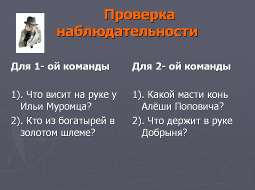 Проверка
наблюдательности
Для 1- ой команды
1). Что висит на руке у
Ильи Муромца?
2). Кто из богатырей в
золотом шлеме?
Для 2- ой команды
1). Какой масти конь
Алёши Поповича?
2). Что держит в руке
Добрыня?